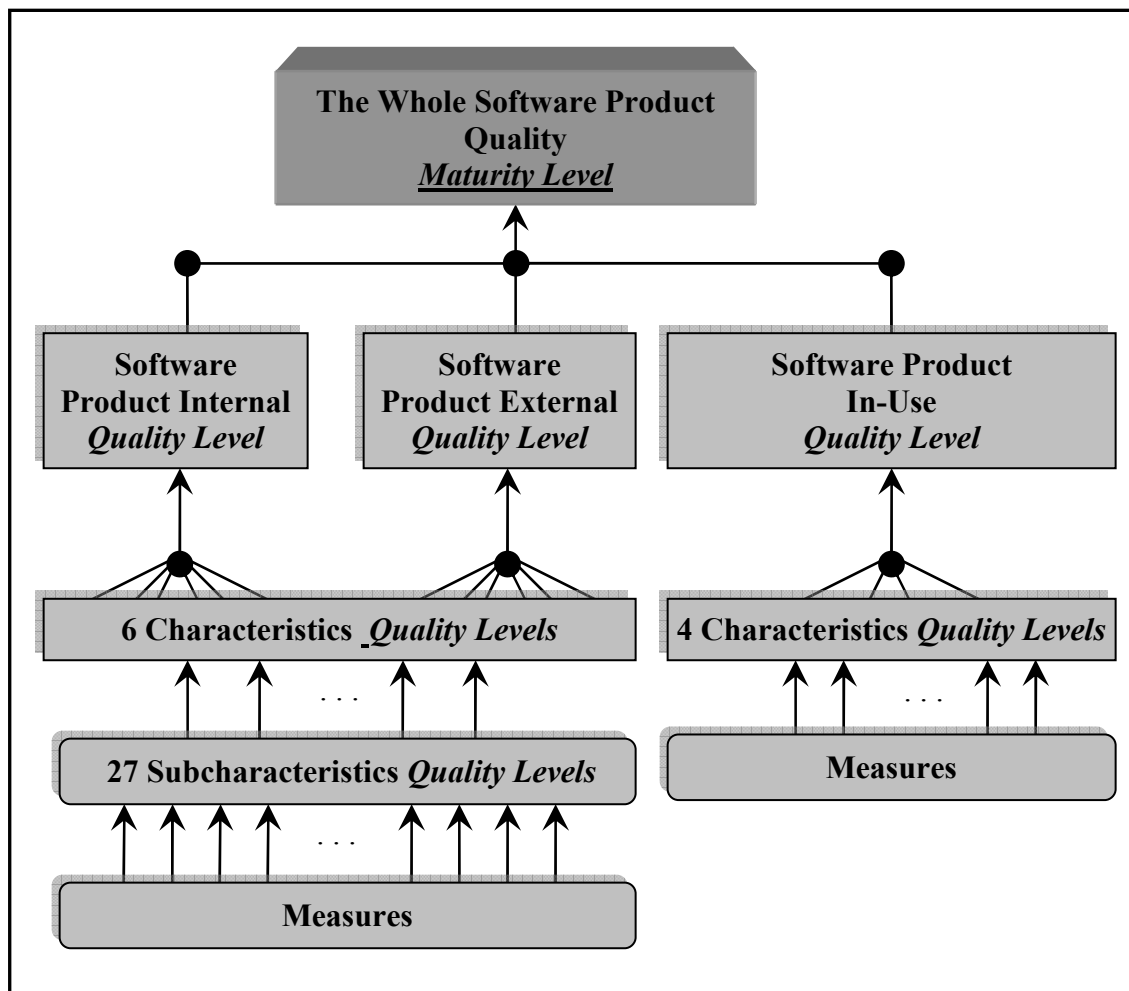 The Whole Software Product
Quality
Maturity Level
Software
Product Internal
Quality Level
Software
Product External
Quality Level
Software Product
In-Use
Quality Level
6 Characteristics _Quality Levels
4 Characteristics Quality Levels
. . .
. . .
27 Subcharacteristics Quality Levels
Measures
. . .
Measures